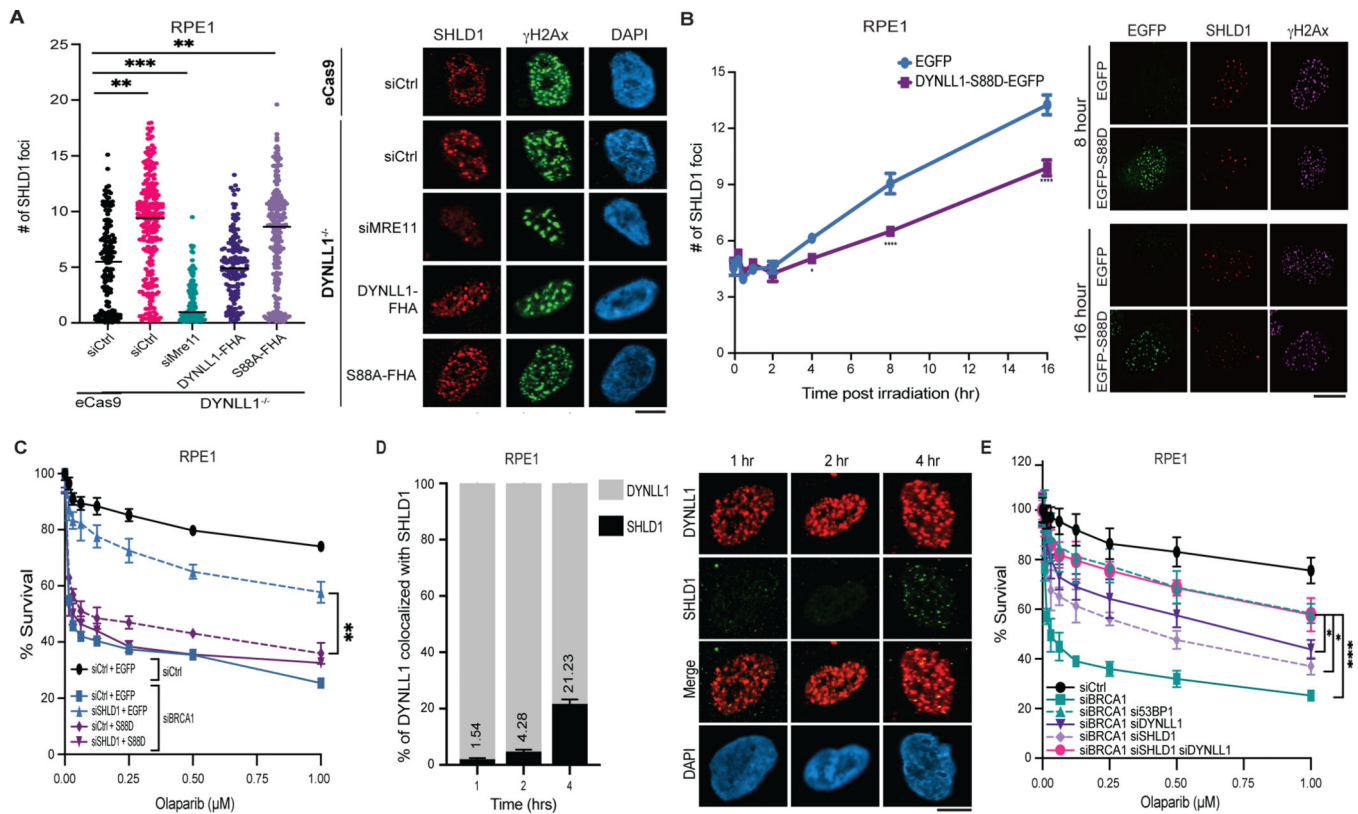 A
RPE1
# of SHLD1 foci
25
20
15
10
5
0
**
***
**
siCtrl
siCtrl
siMre11
DYNLL1-FHA
S88A-FHA
eCas9
DYNLL1-/-
SHLD1
γH2Ax
DAPI
eCas9
siCtrl
DYNLL1-/-
siCtrl
siMRE11
DYNLL1-
FHA
S88A-FHA
B
RPE1
EGFP
DYNLL1-S88D-EGFP
# of SHLD1 foci
15
12
9
6
3
0
*
****
****
0
2
4
6
8
10
12
14
16
Time post irradiation (hr)
EGFP
SHLD1
γH2Ax
8 hour
EGFP
EGFP-S88D
16 hour
EGFP
EGFP-S88D
C
RPE1
% Survival
100
80
60
40
20
0
**
siCtrl + EGFP
siCtrl
siCtrl + EGFP
siSHLD1 + EGFP
siCtrl + S88D
siSHLD1 + S88D
siBRCA1
0.00
0.25
0.50
0.75
1.00
Olaparib (µM)
D
RPE1
% of DYNLL1 colocalized with SHLD1
100
80
60
40
20
0
DYNLL1
SHLD1
1.54
4.28
21.23
1
2
4
Time (hrs)
1 hr
2 hr
4 hr
DYNLL1
SHLD1
Merge
DAPI
E
RPE1
% Survival
120
100
80
60
40
20
0
*
*
***
siCtrl
siBRCA1
siBRCA1 si53BP1
siBRCA1 siDYNLL1
siBRCA1 siSHLD1
siBRCA1 siSHLD1 siDYNLL1
0.00
0.25
0.50
0.75
1.00
Olaparib (µM)